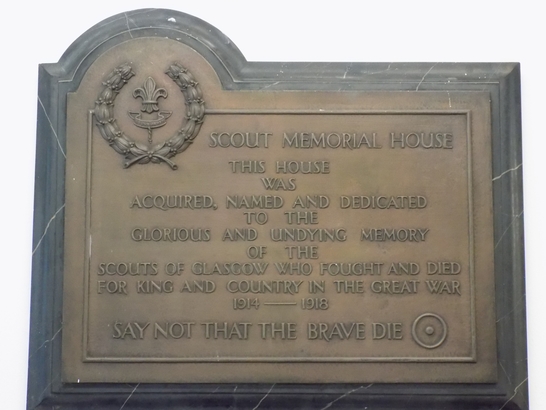 SCOUT MEMORIAL HOUSE
THIS HOUSE
WAS
ACQUIRED, NAMED AND DEDICATED
TO THE
GLORIOUS AND UNDYING MEMORY
OF THE
SCOUTS OF GLASGOW WHO FOUGHT AND DIED
FOR KING AND COUNTRY IN THE GREAT WAR
1914 — 1918
SAY NOT THAT THE BRAVE DIE